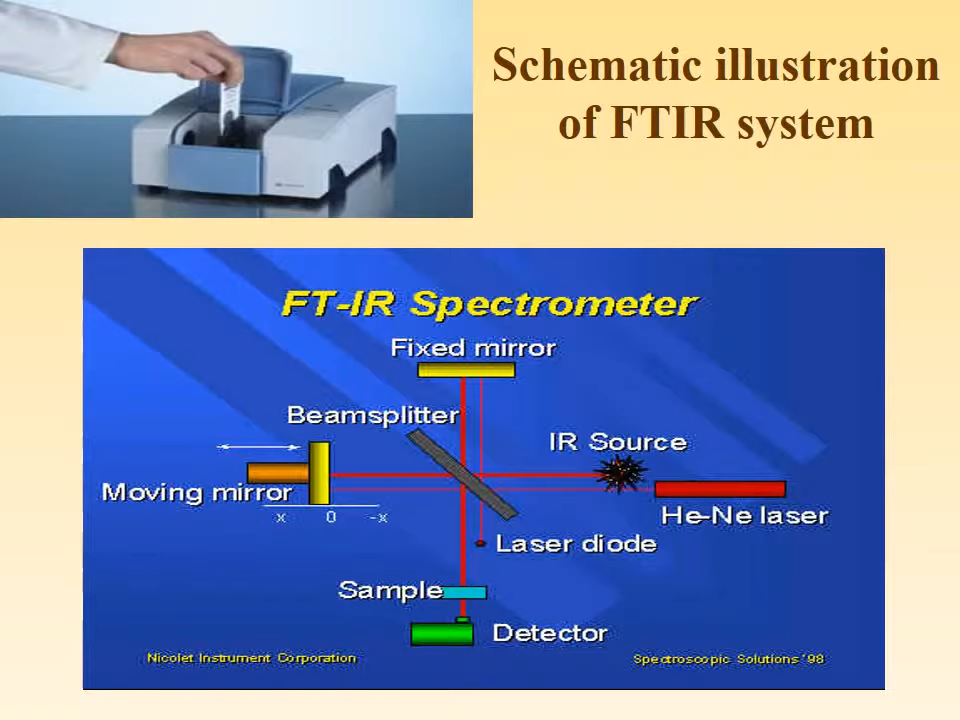 Schematic illustration
of FTIR system
FT-IR Spectrometer
Fixed mirror
Beamsplitter
IR Source
Moving mirror
He-Ne laser
x 0 -x
Laser diode
Sample
Detector
Nicolet Instrument Corporation
Spectroscopic Solutions '98